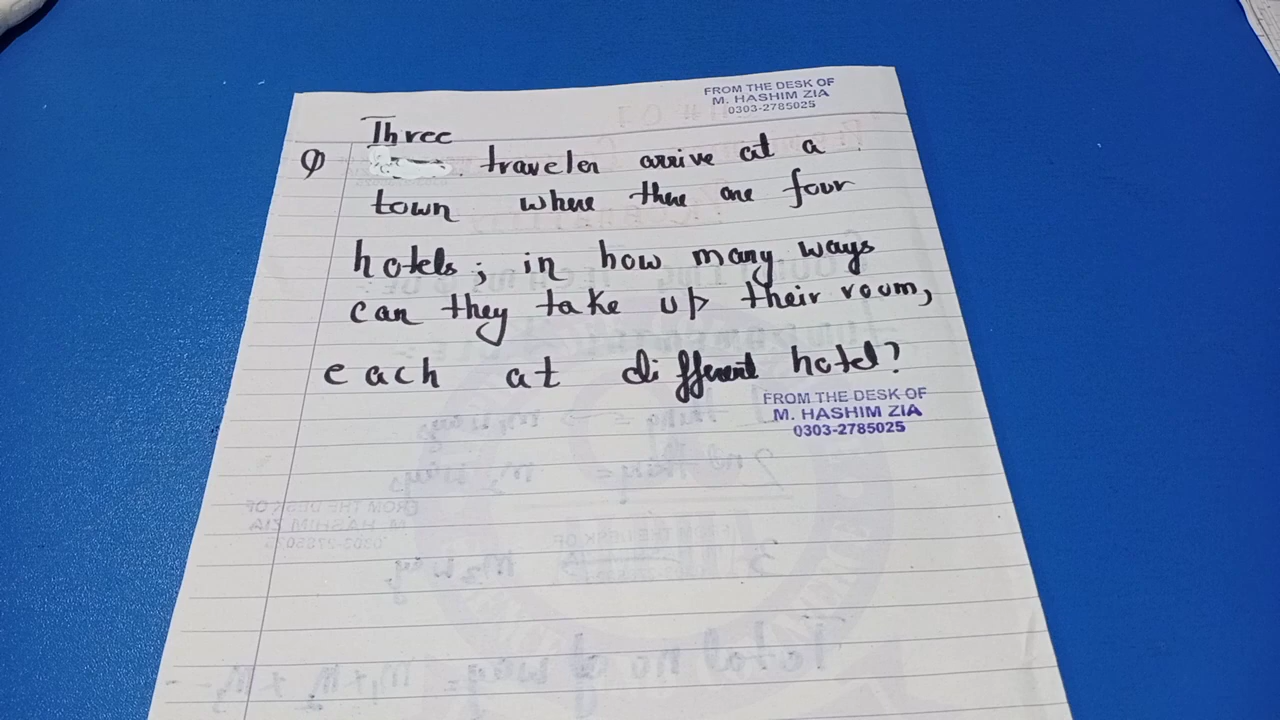 FROM THE DESK OF
M. HASHIM ZIA
0303-2785025
Three
Q traveler arrive at a
town where there are four
hotels; in how many ways
can they take up their room,
each at different hotel?
FROM THE DESK OF
M. HASHIM ZIA
0303-2785025